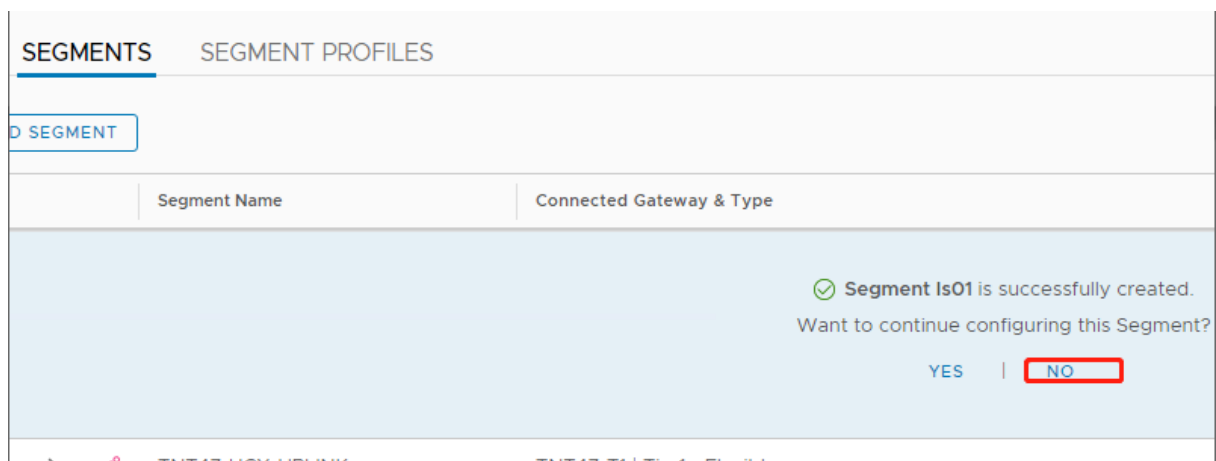 SEGMENTS SEGMENT PROFILES
D SEGMENT
Segment Name Connected Gateway & Type
Segment ls01 is successfully created.
Want to continue configuring this Segment?
YES | NO